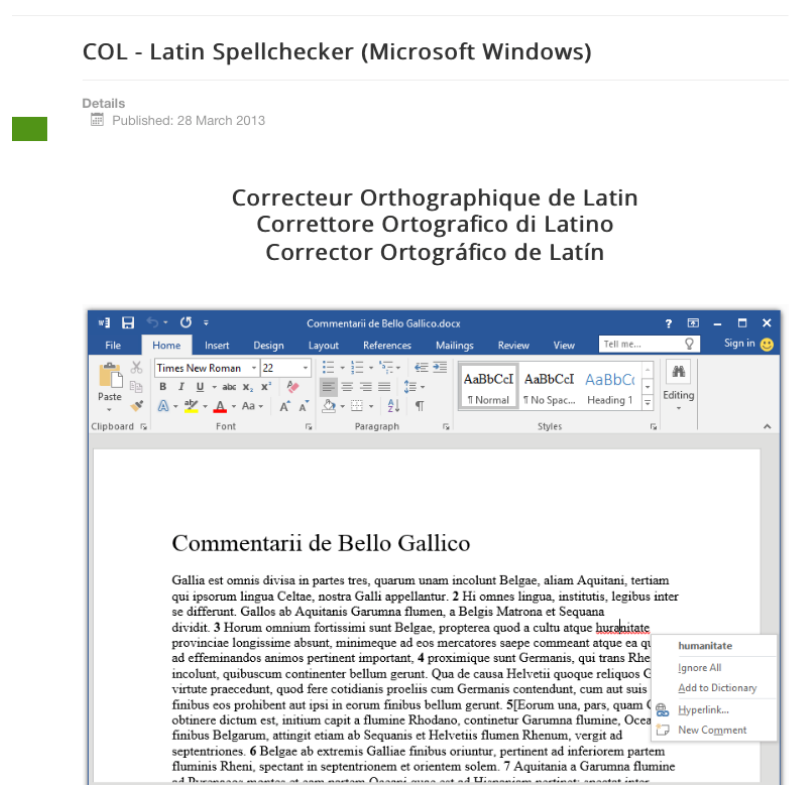 COL - Latin Spellchecker (Microsoft Windows)
Details
Published: 28 March 2013
Correcteur Orthographique de Latin
Correttore Ortografico di Latino
Corrector Ortográfico de Latín
Commentarii de Bello Gallico.docx
File Home Insert Design Layout References Mailings Review View Tell me... Sign in
Times New Roman 22
Paste
B I U abc x₂ x²
A Aa A A
AaBbCcI AaBbCcI AaBbCc
¶ Normal ¶ No Spac... Heading 1
Editing
Clipboard Font Paragraph Styles
Commentarii de Bello Gallico
Gallia est omnis divisa in partes tres, quarum unam incolunt Belgae, aliam Aquitani, tertiam
qui ipsorum lingua Celtae, nostra Galli appellantur. 2 Hi omnes lingua, institutis, legibus inter
se differunt. Gallos ab Aquitanis Garumna flumen, a Belgis Matrona et Sequana
dividit. 3 Horum omnium fortissimi sunt Belgae, propterea quod a cultu atque huranitate
provinciae longissime absunt, minimeque ad eos mercatores saepe commeant atque ea qu
ad effeminandos animos pertinent important, 4 proximique sunt Germanis, qui trans Rhe
incolunt, quibuscum continenter bellum gerunt. Qua de causa Helvetii quoque reliquos G
virtute praecedunt, quod fere cotidianis proeliis cum Germanis contendunt, cum aut suis
finibus eos prohibent aut ipsi in eorum finibus bellum gerunt. 5[Eorum una, pars, quam
obtinere dictum est, initium capit a flumine Rhodano, continetur Garumna flumine, Ocea
finibus Belgarum, attingit etiam ab Sequanis et Helvetiis flumen Rhenum, vergit ad
septentriones. 6 Belgae ab extremis Galliae finibus oriuntur, pertinent ad inferiorem partem
fluminis Rheni, spectant in septentrionem et orientem solem. 7 Aquitania a Garumna flumine
humanitate
Ignore All
Add to Dictionary
Hyperlink...
New Comment